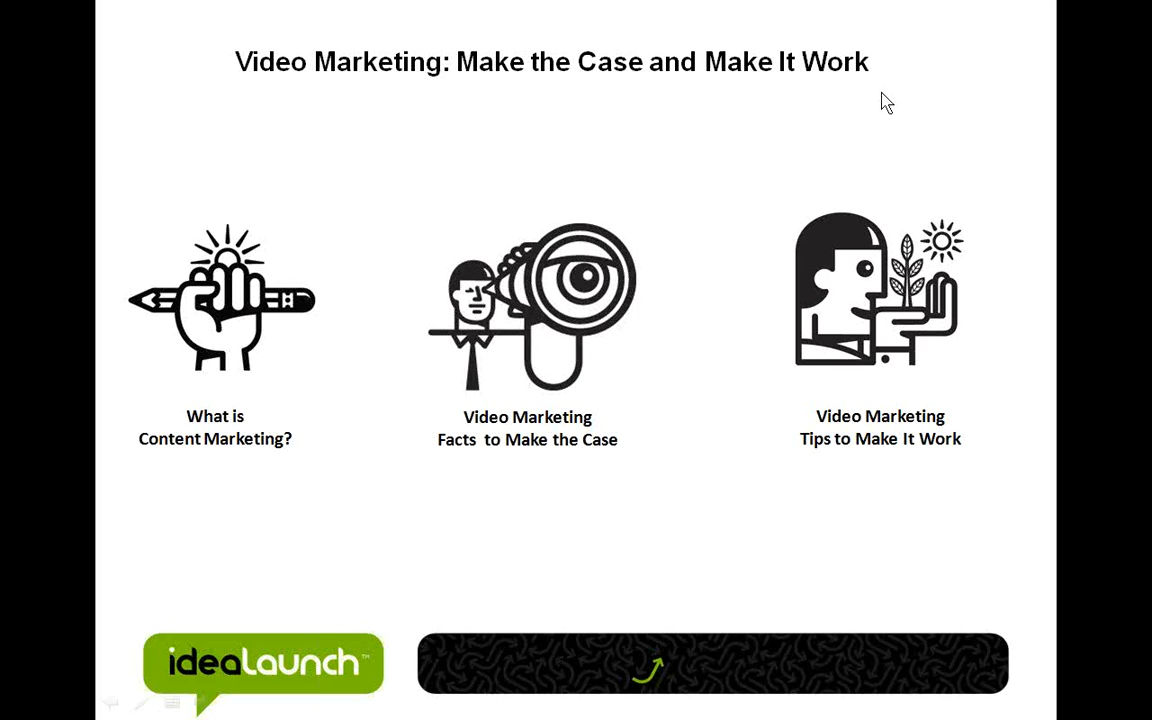 Video Marketing: Make the Case and Make It Work
What is
Content Marketing?
Video Marketing
Facts to Make the Case
Video Marketing
Tips to Make It Work
idealaunch™